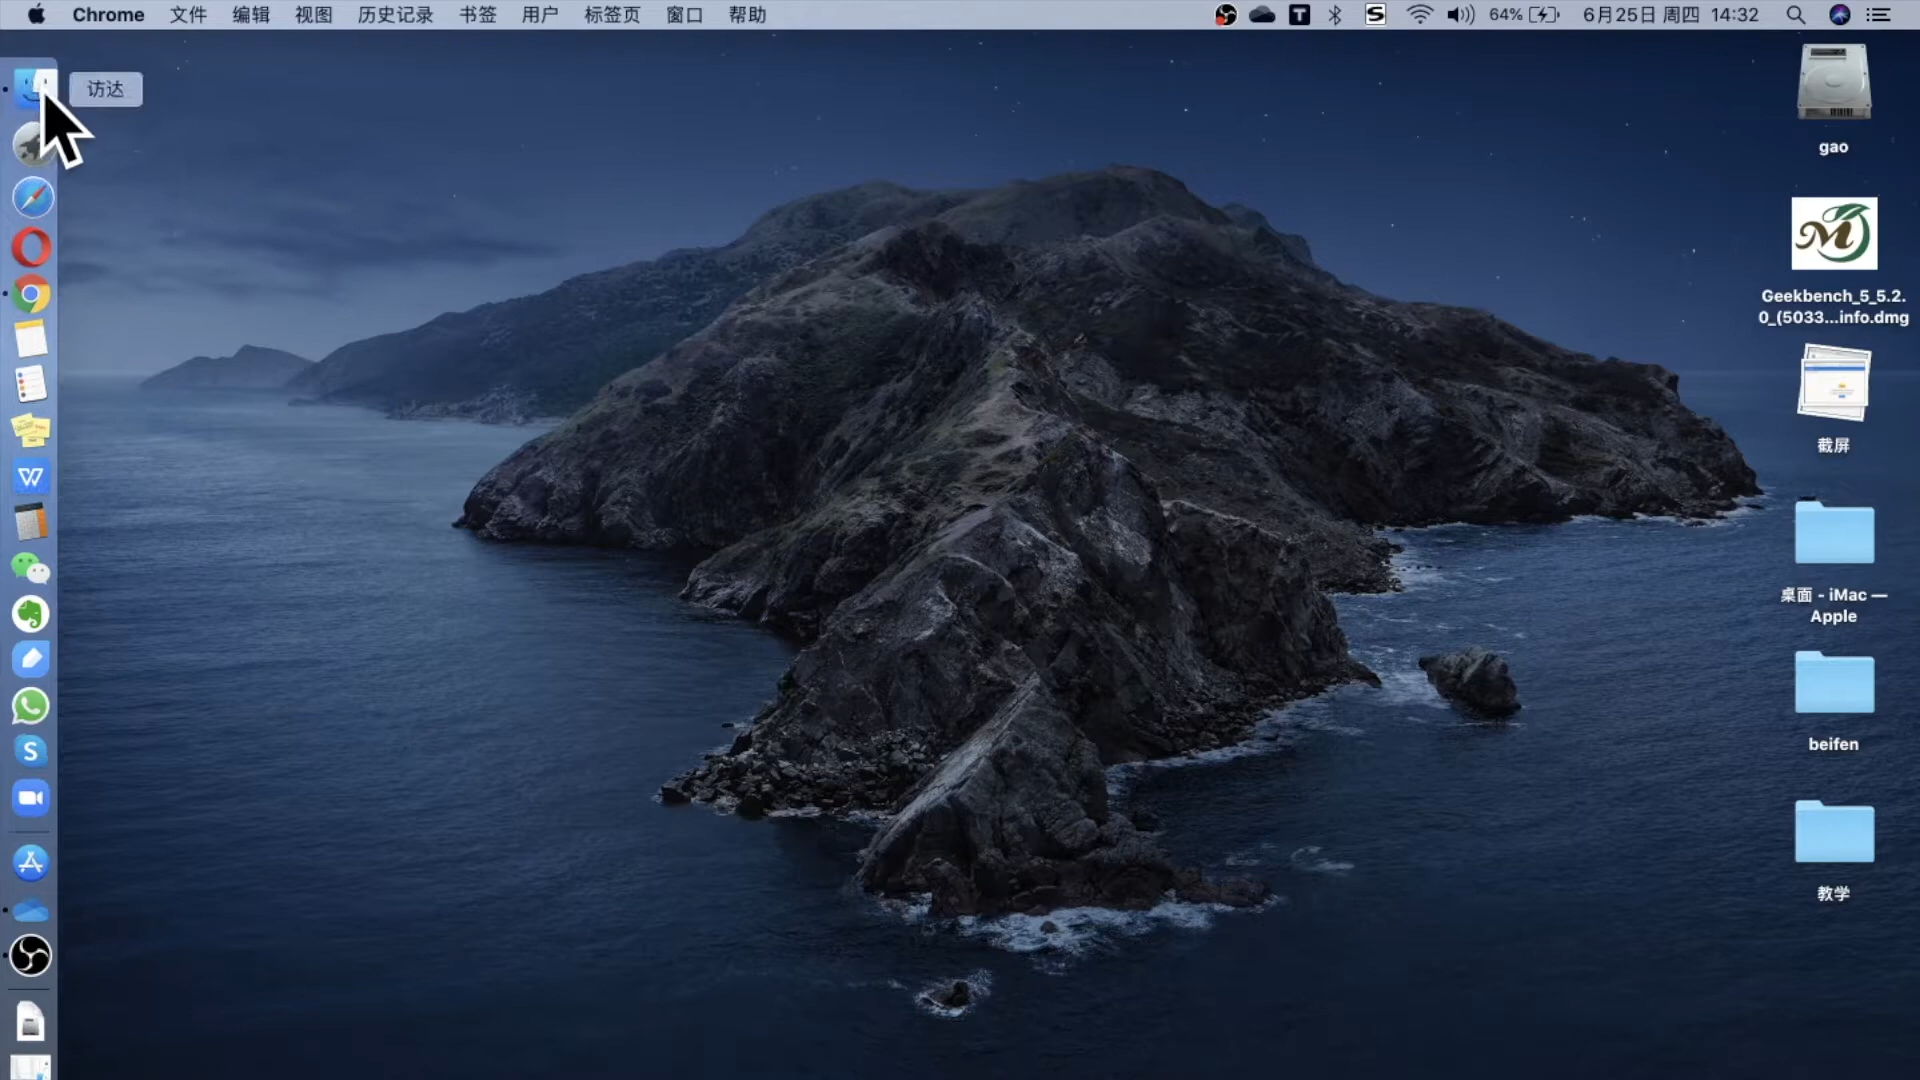 Chrome 文件 编辑 视图 历史记录 书签 用户 标签页 窗口 帮助 64% 6月25日 周四 14:32
访达
gao
Geekbench_5_5.2.
0_(5033...info.dmg
截屏
桌面 - iMac —
Apple
beifen
教学